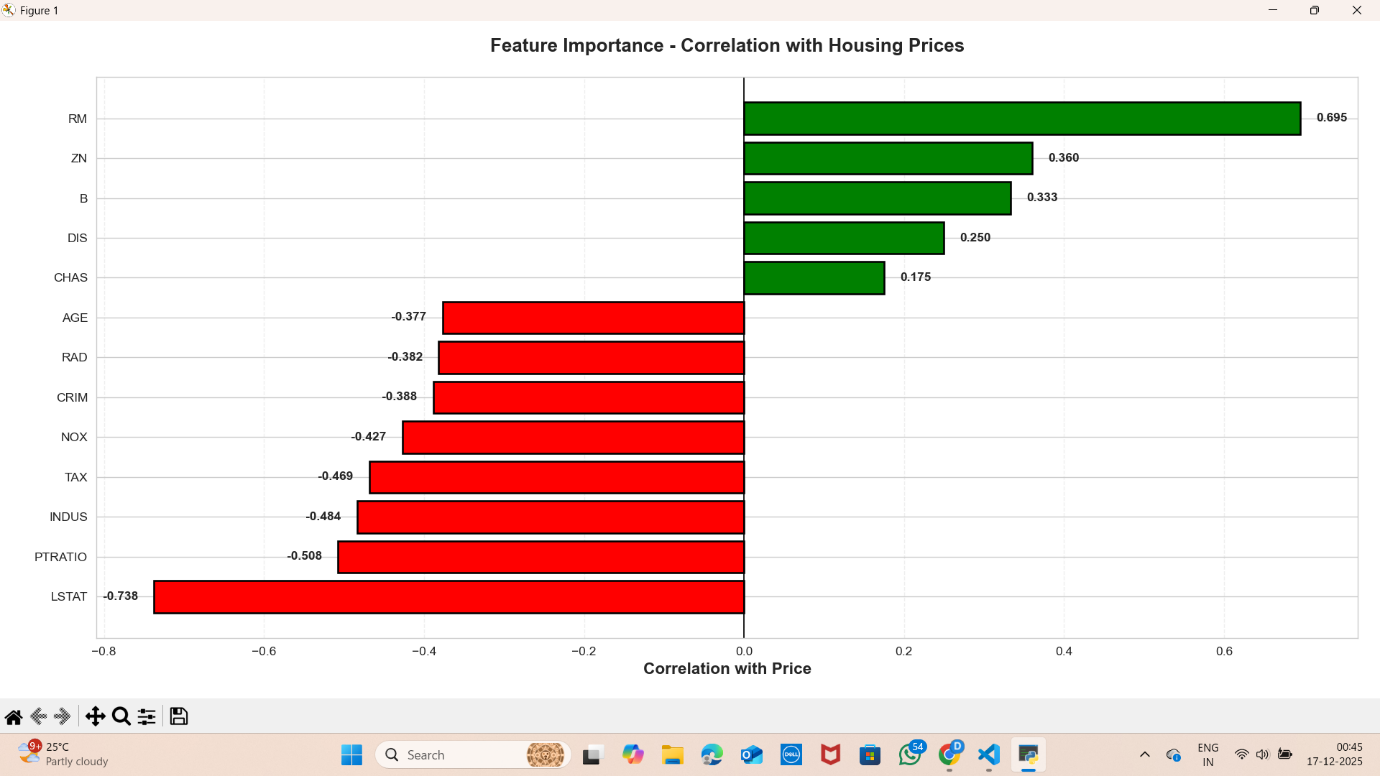 Figure 1
Feature Importance - Correlation with Housing Prices
RM 0.695
ZN 0.360
B 0.333
DIS 0.250
CHAS 0.175
AGE -0.377
RAD -0.382
CRIM -0.388
NOX -0.427
TAX -0.469
INDUS -0.484
PTRATIO -0.508
LSTAT -0.738
−0.8 −0.6 −0.4 −0.2 0.0 0.2 0.4 0.6
Correlation with Price
9+ 25°C
Partly cloudy
Search
DELL
54
D
ENG
IN
00:45
17-12-2025